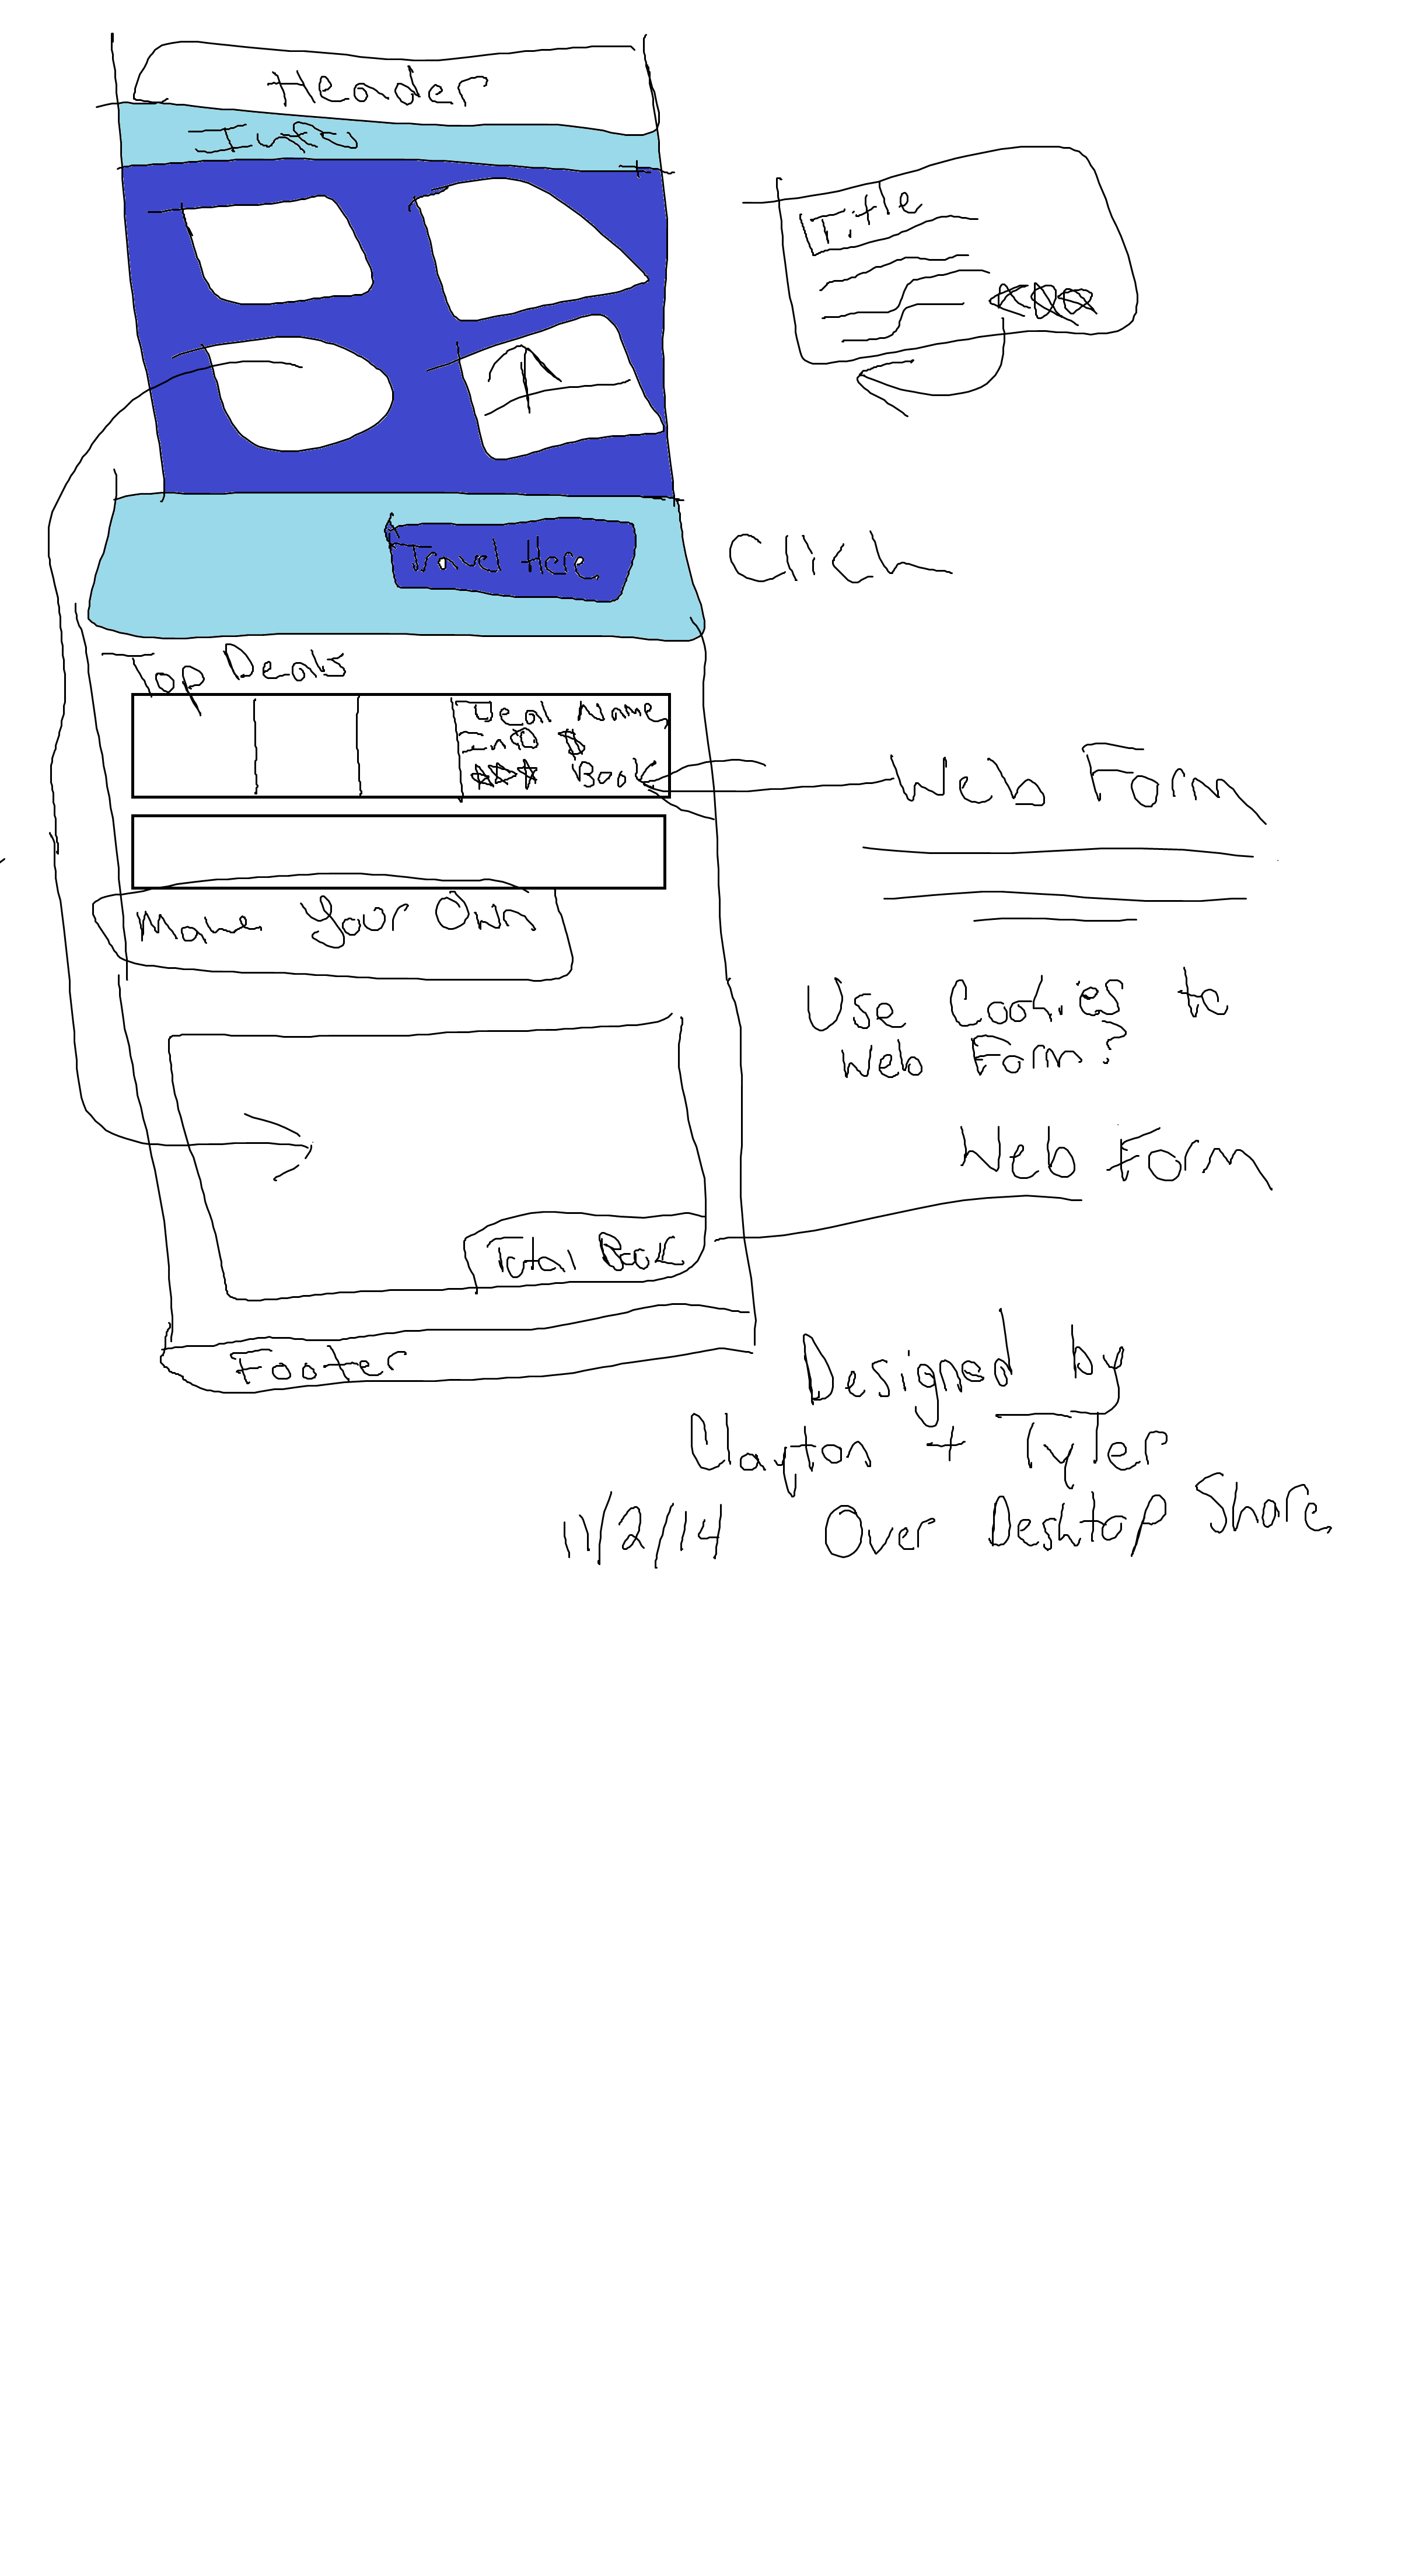 Header
Info
Title
Travel Here
Click
Top Deals
Deal Name
Info $
Book
Web Form
Make Your Own
Use Cookies to
Web Form?
Web Form
Total Book
Footer
Designed by
Clayton + Tyler
11/2/14 Over Desktop Share